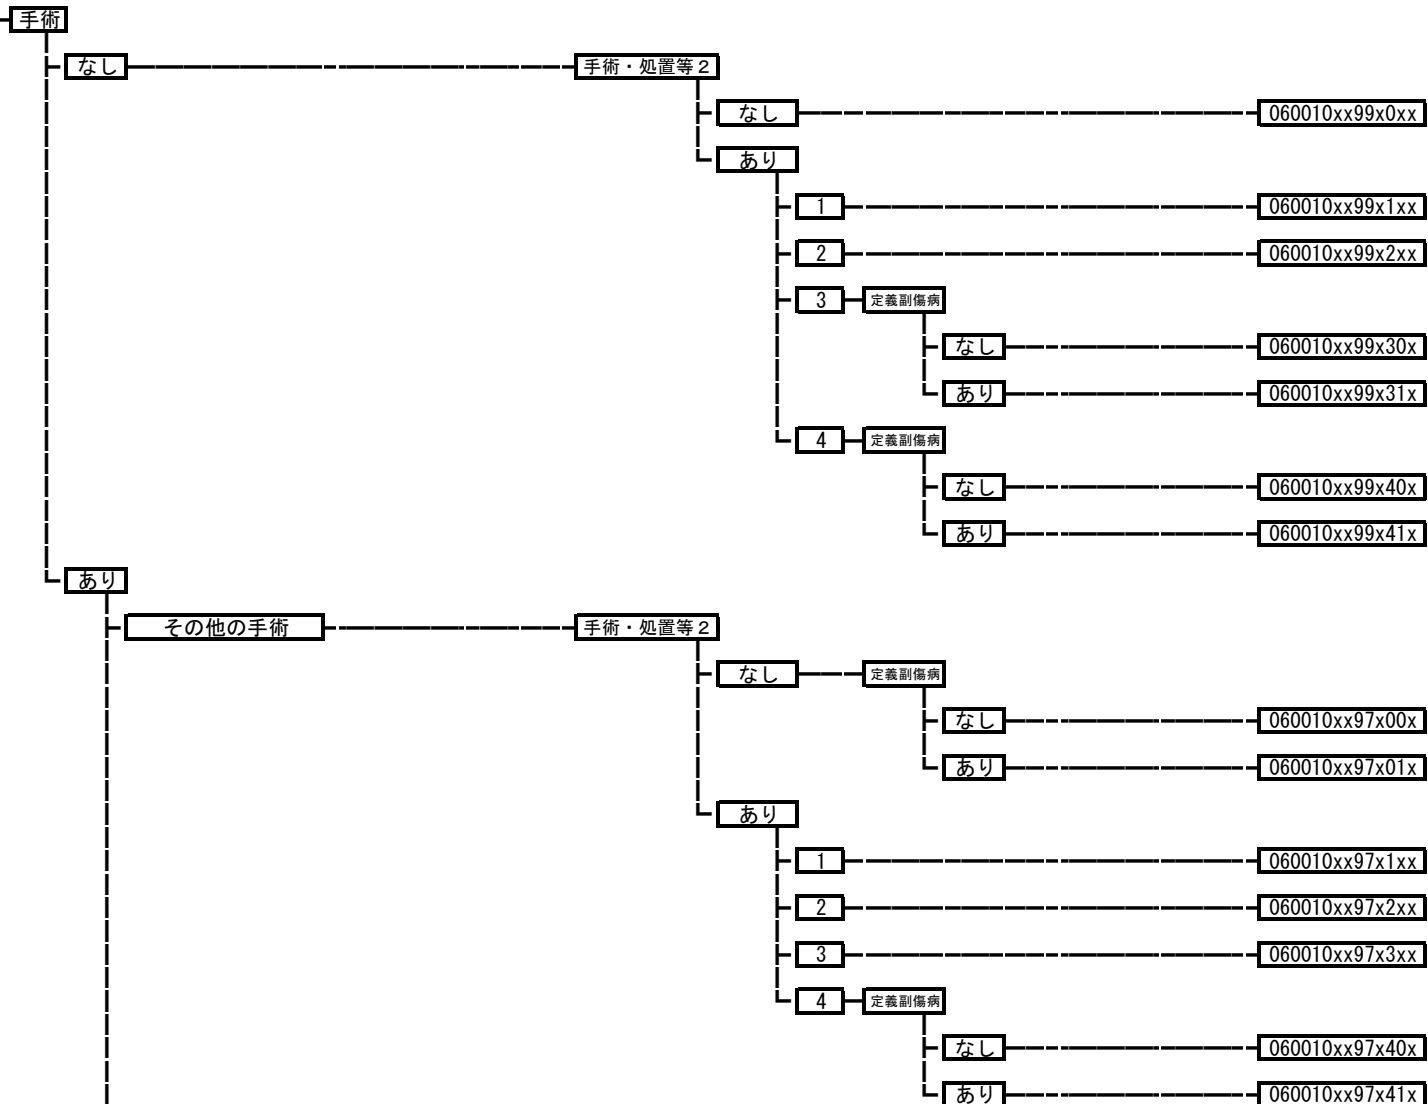 手術
なし 手術・処置等２
なし 060010xx99x0xx
あり
1 060010xx99x1xx
2 060010xx99x2xx
3 定義副傷病
なし 060010xx99x30x
あり 060010xx99x31x
4 定義副傷病
なし 060010xx99x40x
あり 060010xx99x41x
あり
その他の手術 手術・処置等２
なし 定義副傷病
なし 060010xx97x00x
あり 060010xx97x01x
あり
1 060010xx97x1xx
2 060010xx97x2xx
3 060010xx97x3xx
4 定義副傷病
なし 060010xx97x40x
あり 060010xx97x41x